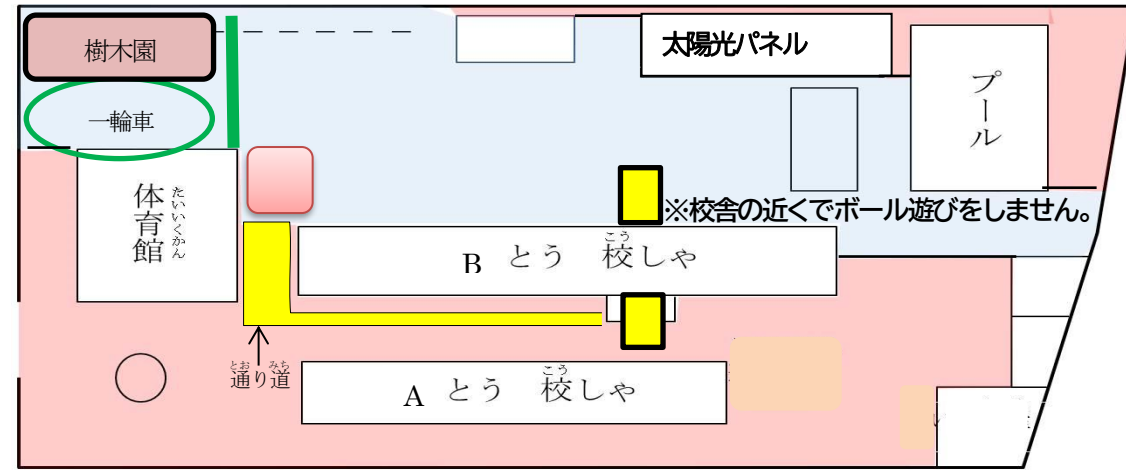 樹木園
太陽光パネル
プール
一輪車
体育館
たいいくかん
※校舎の近くでボール遊びをしません。
B とう 校しゃ
こう
通り道
とお みち
A とう 校しゃ
こう